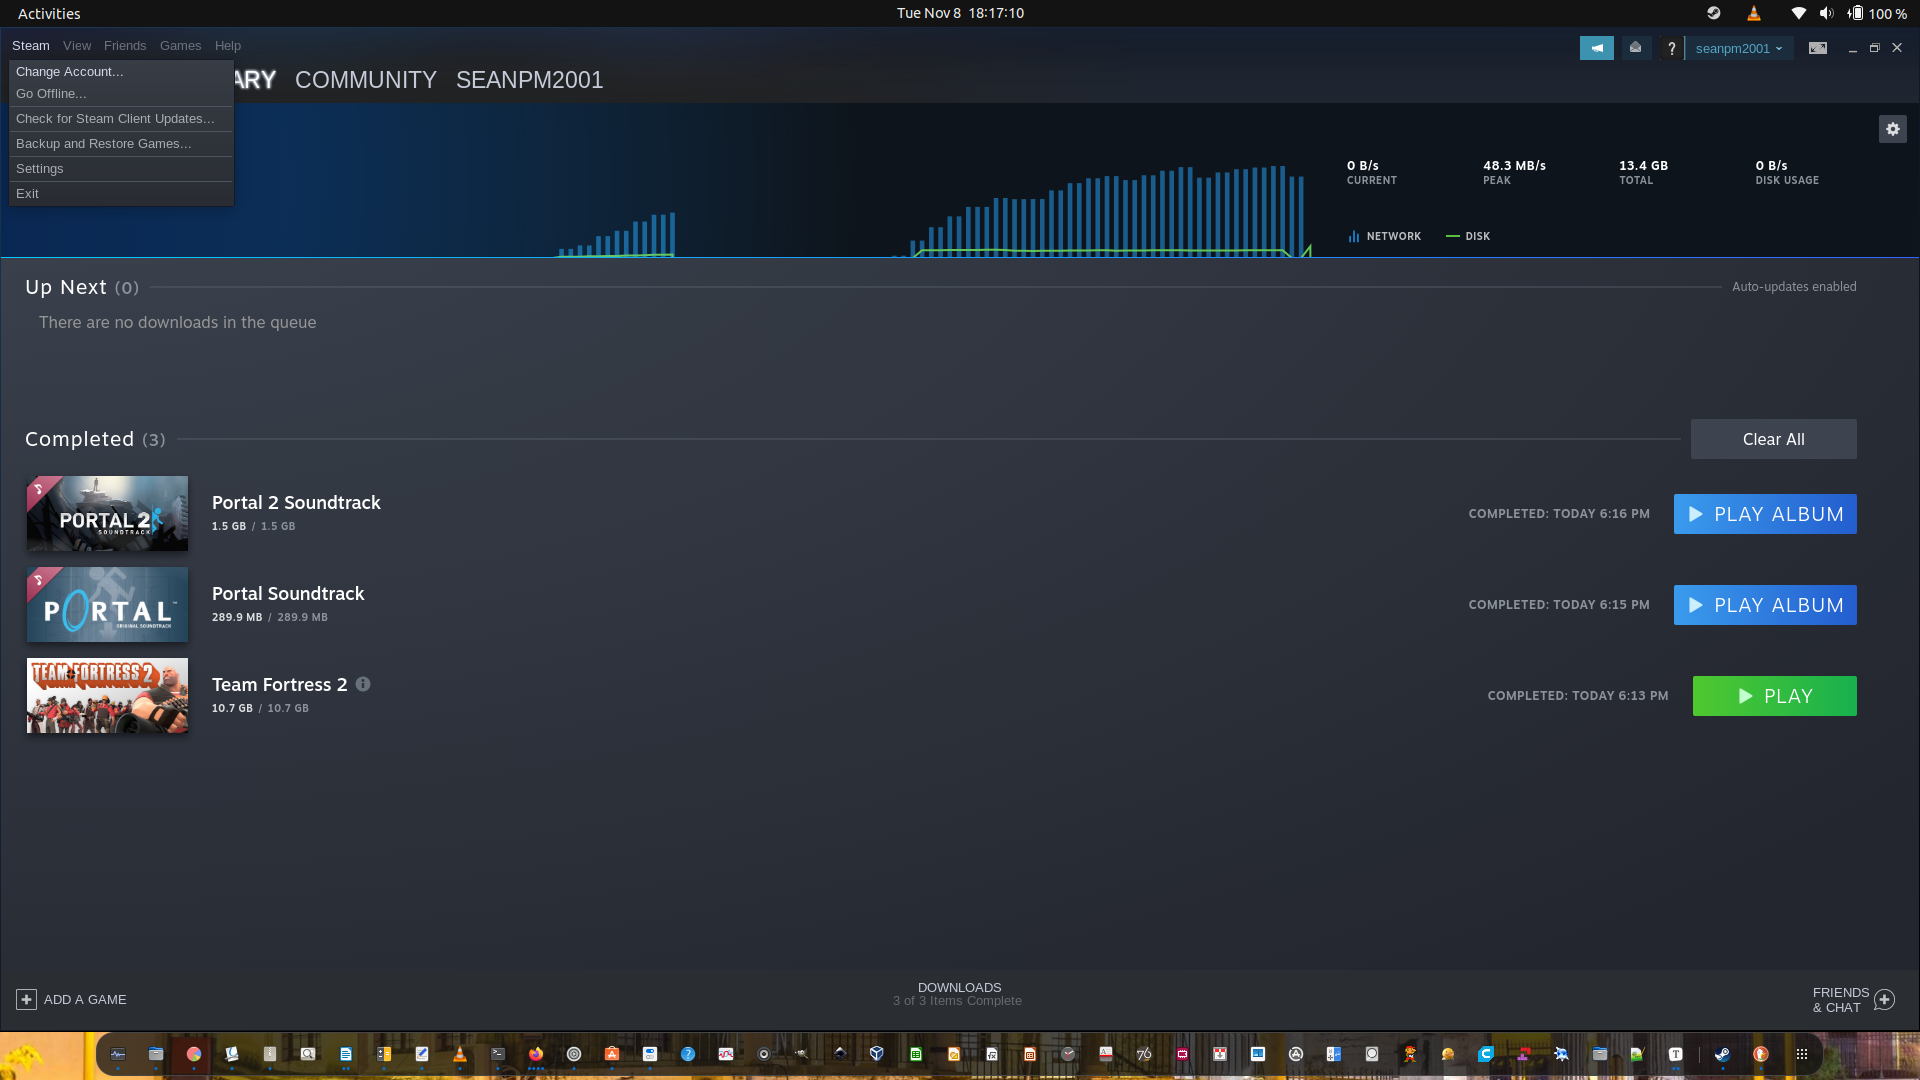 Activities
Tue Nov 8 18:17:10
100 %
Steam View Friends Games Help
? seanpm2001
Change Account...
Go Offline...
Check for Steam Client Updates...
Backup and Restore Games...
Settings
Exit
ARY COMMUNITY SEANPM2001
0 B/s 48.3 MB/s 13.4 GB 0 B/s
CURRENT PEAK TOTAL DISK USAGE
NETWORK DISK
Up Next (0) Auto-updates enabled
There are no downloads in the queue
Completed (3) Clear All
PORTAL 2
SOUNDTRACK
Portal 2 Soundtrack
1.5 GB / 1.5 GB
COMPLETED: TODAY 6:16 PM PLAY ALBUM
PORTAL
ORIGINAL SOUNDTRACK
Portal Soundtrack
289.9 MB / 289.9 MB
COMPLETED: TODAY 6:15 PM PLAY ALBUM
TEAM FORTRESS 2
Team Fortress 2
10.7 GB / 10.7 GB
COMPLETED: TODAY 6:13 PM PLAY
ADD A GAME
DOWNLOADS
3 of 3 Items Complete
FRIENDS
& CHAT